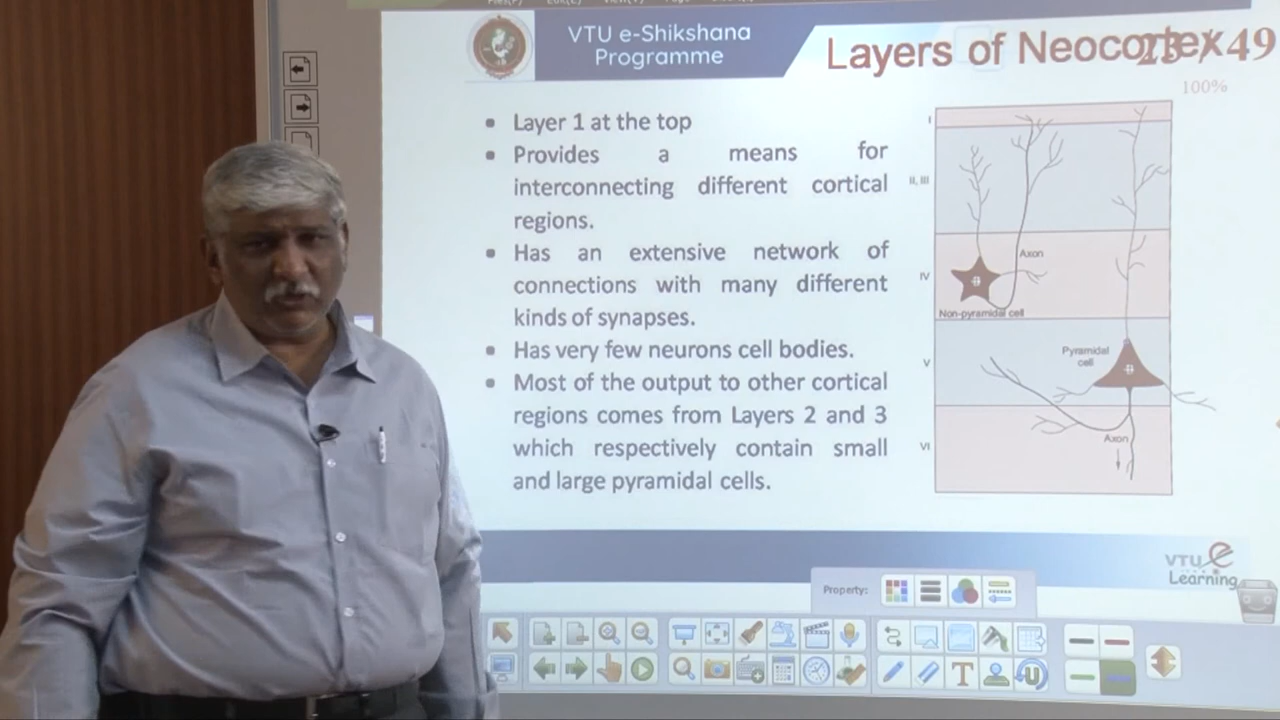 VTU e-Shikshana
Programme
Layers of Neocortex
23 / 49
100%
• Layer 1 at the top
• Provides a means for
interconnecting different cortical
regions.
• Has an extensive network of
connections with many different
kinds of synapses.
• Has very few neurons cell bodies.
• Most of the output to other cortical
regions comes from Layers 2 and 3
which respectively contain small
and large pyramidal cells.
I
II, III
IV
V
VI
Axon
Non-pyramidal cell
Pyramidal
cell
Axon
VTU e
Learning
Property:
T